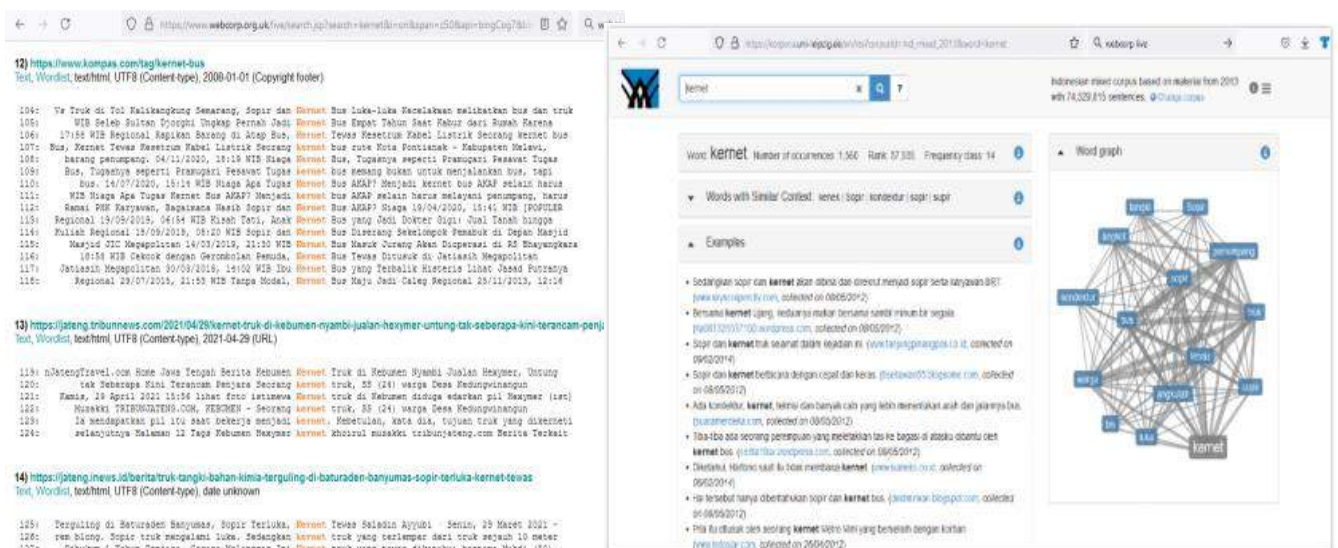 12) https://www.kompas.com/tag/kernet-bus
Text, Wordlist, text/html, UTF8 (Content-type), 2008-01-01 (Copyright footer)
104: Vs Truk di Tol Kalikangkung Semarang, Sopir dan Kernet Bus Luka-luka Kecelakaan melibatkan bus dan truk
105: WIB Seleb Sultan Djorghi Ungkap Pernah Jadi Kernet Bus Empat Tahun Saat Kabur dari Rumah Karena
106: 17:58 WIB Regional Rapikan Barang di Atap Bus, Kernet Tewas Kesetrum Kabel Listrik Seorang kernet bus
107: Bus, Kernet Tewas Kesetrum Kabel Listrik Seorang kernet bus rute Kota Pontianak - Kabupaten Melawi,
108: barang penumpang. 04/11/2020, 18:10 WIB Niaga Kernet Bus, Tugasnya seperti Pramugari Pesawat Tugas
109: Bus, Tugasnya seperti Pramugari Pesawat Tugas kernet bus memang bukan untuk menjalankan bus, tapi
110: bus. 14/07/2020, 15:14 WIB Niaga Apa Tugas Kernet Bus AKAP? Menjadi kernet bus AKAP selain harus
111: WIB Niaga Apa Tugas Kernet Bus AKAP? Menjadi kernet bus AKAP selain harus melayani penumpang, harus
112: Ramai PHK Karyawan, Bagaimana Nasib Sopir dan Kernet Bus? Niaga 19/04/2020, 15:41 WIB [POPULER
113: Regional 19/09/2019, 06:54 WIB Kisah Tati, Anak Kernet Bus yang Jadi Dokter Gigi: Jual Tanah hingga
114: Kuliah Regional 15/09/2019, 08:20 WIB Sopir dan Kernet Bus Diserang Sekelompok Pemabuk di Depan Masjid
115: Masjid JIC Megapolitan 14/03/2019, 21:30 WIB Kernet Bus Masuk Jurang Akan Dioperasi di RS Bhayangkara
116: 18:58 WIB Cekcok dengan Gerombolan Pemuda, Kernet Bus Tewas Ditusuk di Jatiasih Megapolitan
117: Jatiasih Megapolitan 30/03/2016, 14:02 WIB Ibu Kernet Bus yang Terbalik Histeris Lihat Jasad Putranya
118: Regional 29/07/2015, 21:53 WIB Tanpa Modal, Kernet Bus Maju Jadi Caleg Regional 25/11/2013, 12:16
13) https://jateng.tribunnews.com/2021/04/29/kernet-truk-di-kebumen-nyambi-jualan-hexymer-untung-tak-seberapa-kini-terancam-penja
Text, Wordlist, text/html, UTF8 (Content-type), 2021-04-29 (URL)
119: nJatengTravel.com Home Jawa Tengah Berita Kebumen Kernet Truk di Kebumen Nyambi Jualan Hexymer, Untung
120: tak Seberapa Kini Terancam Penjara Seorang kernet truk, SS (24) warga Desa Kedungwinangun
121: Kamis, 29 April 2021 15:56 lihat foto istimewa Kernet truk di Kebumen diduga edarkan pil Hexymer (ist)
122: Musakki TRIBUNJATENG.COM, KEBUMEN - Seorang kernet truk, SS (24) warga Desa Kedungwinangun
123: Ia mendapatkan pil itu saat bekerja menjadi kernet. Kebetulan, kata dia, tujuan truk yang dikerneti
124: selanjutnya Halaman 12 Tags Kebumen Hexymer kernet khoirul musakki tribunjateng.com Berita Terkait
14) https://jateng.inews.id/berita/truk-tangki-bahan-kimia-terguling-di-baturaden-banyumas-sopir-terluka-kernet-tewas
Text, Wordlist, text/html, UTF8 (Content-type), date unknown
125: Terguling di Baturaden Banyumas, Sopir Terluka, Kernet Tewas Saladin Ayyubi Senin, 29 Maret 2021 -
126: rem blong. Sopir truk mengalami luka. Sedangkan kernet truk yang terlempar dari truk sejauh 10 meter
webcorp live
kernet
Indonesian mixed corpus based on material from 2013
with 74,329,815 sentences. Change corpus
Word: kernet Number of occurrences: 1,560 Rank: 57,935 Frequency class: 14
Words with Similar Context kenek | Sopir | kondektur | sopir | supir
Examples
• Sedangkan sopir dan kernet akan dibina dan direkrut menjadi sopir serta karyawan BRT.
• Bersama kernet Ujang, keduanya makan bersama sambil minum bir segala.
• Sopir dan kernet truk selamat dalam kejadian ini.
• Sopir dan kernet berbicara dengan cepat dan keras.
• Ada kondektur, kernet, teknisi dan banyak calo yang lebih menentukan arah dan jalannya bus.
• Tiba-tiba ada seorang perempuan yang meletakkan tas ke bagasi di atasku dibantu oleh
kernet bus.
• Diketahui, Hartono saat itu tidak membawa kernet.
• Hal tersebut hanya diberitahukan sopir dan kernet bus.
• Pria itu ditusuk oleh seorang kernet Metro Mini yang berselisih dengan korban
Word graph
tangki
Supir
angkot
penumpang
sopir
kondektur
bus
truk
tewas
warga
angkutan
supir
bis
luka
kernet